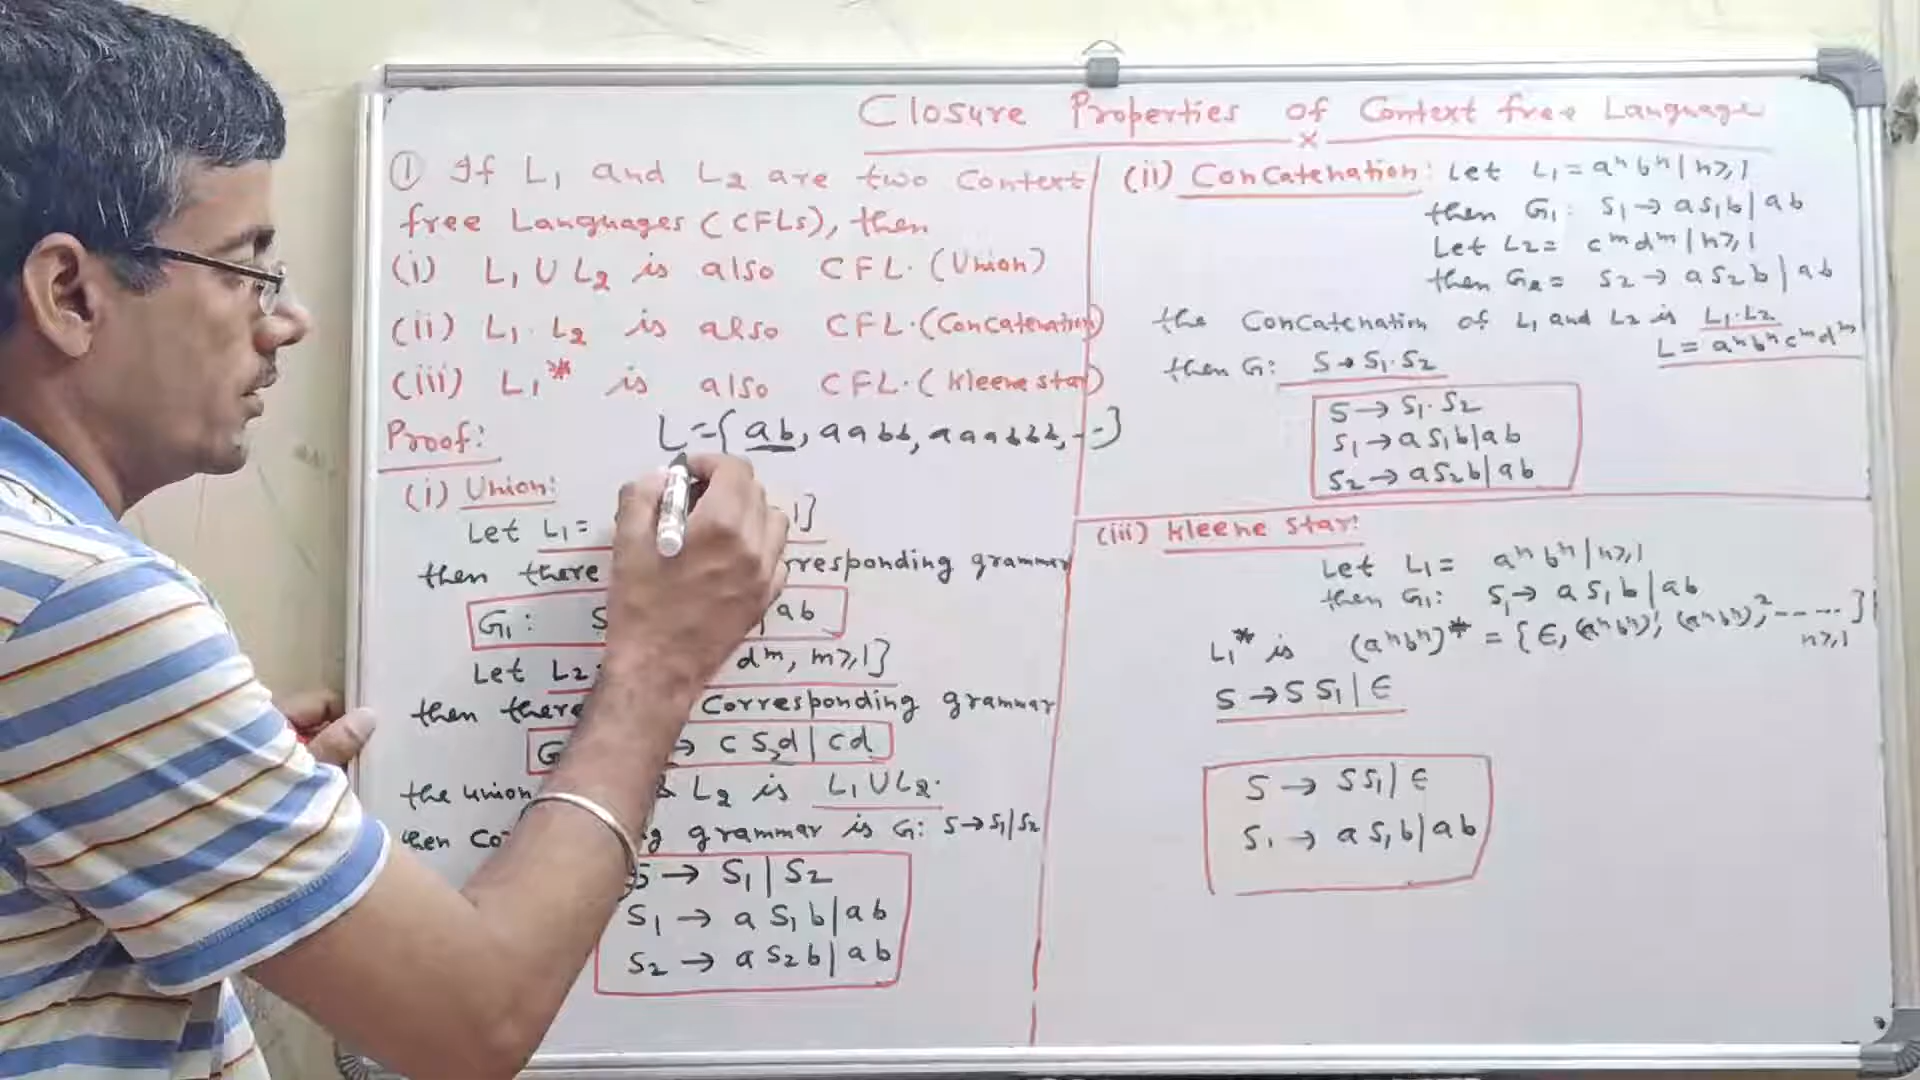 Closure Properties of Context free Language
x
① If L₁ and L₂ are two Context
free Languages (CFLs), then
(i) L₁ ∪ L₂ is also CFL. (Union)
(ii) L₁ . L₂ is also CFL. (Concatenation)
(iii) L₁* is also CFL. (Kleene star)
Proof:
L = { ab, aabb, aaabbb, -- }
(i) Union:
Let L₁ = 1]
then there rresponding grammar
G₁: S ab
Let L₂ dᵐ, m≥1}
then there Corresponding grammar
G → c S₂d | cd
the union & L₂ is L₁ ∪ L₂.
then Co g grammar is G: S → S₁ | S₂
S → S₁ | S₂
S₁ → a S₁ b | ab
S₂ → a S₂ b | ab
(ii) Concatenation: Let L₁ = aⁿ bⁿ | n≥1
then G₁: S₁ → a S₁ b | ab
Let L₂ = cᵐ dᵐ | n≥1
then G₂ = S₂ → a S₂ b | ab
the Concatenation of L₁ and L₂ is L₁.L₂
L = aⁿbⁿcᵐdᵐ
then G: S → S₁.S₂
S → S₁.S₂
S₁ → a S₁ b | ab
S₂ → a S₂ b | ab
(iii) Kleene star:
Let L₁ = aⁿ bⁿ | n≥1
then G₁: S₁ → a S₁ b | ab
L₁* is (aⁿbⁿ)* = { ∈, (aⁿbⁿ)¹, (aⁿbⁿ)², ----- }
n≥1
S → S S₁ | ∈
S → S S₁ | ∈
S₁ → a S₁ b | ab